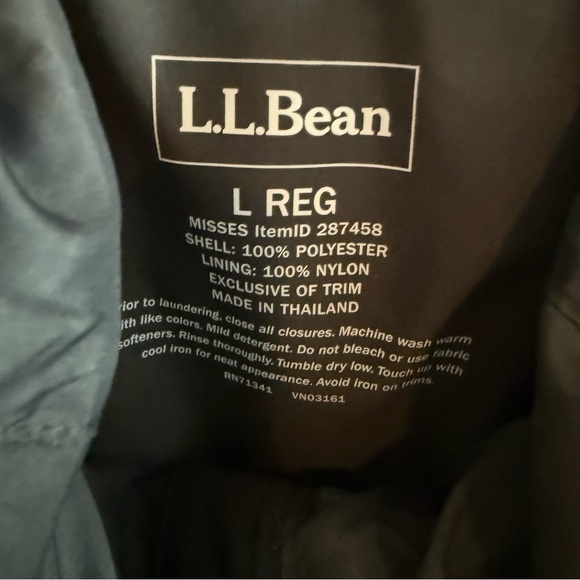 L.L.Bean
L REG
MISSES ItemID 287458
SHELL: 100% POLYESTER
LINING: 100% NYLON
EXCLUSIVE OF TRIM
MADE IN THAILAND
ior to laundering, close all closures. Machine wash warm
ith like colors. Mild detergent. Do not bleach or use fabric
softeners. Rinse thoroughly. Tumble dry low. Touch up with
cool iron for neat appearance. Avoid iron on trims.
RN71341 VN03161